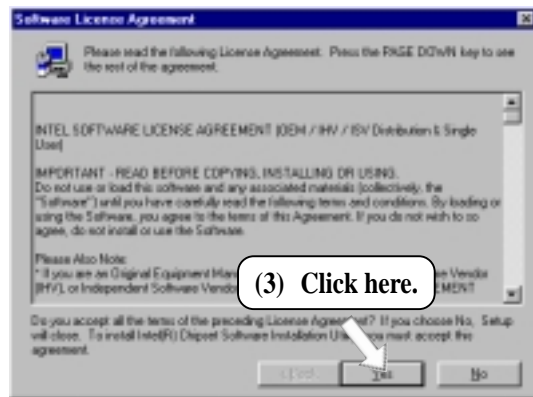 Software License Agreement
Please read the following License Agreement. Press the PAGE DOWN key to see
the rest of the agreement.
INTEL SOFTWARE LICENSE AGREEMENT (OEM / IHV / ISV Distribution & Single
User)
IMPORTANT - READ BEFORE COPYING, INSTALLING OR USING.
Do not use or load this software and any associated materials (collectively, the
"Software") until you have carefully read the following terms and conditions. By loading or
using the Software, you agree to the terms of this Agreement. If you do not wish to so
agree, do not install or use the Software.
Please Also Note:
* If you are an Original Equipment Vendor
(IHV), or Independent Software
(3) Click here.
Do you accept all the terms of the preceding License Agreement? If you choose No, Setup
will close. To install Intel(R) Chipset Software Installation you must accept this
agreement.
< Back
Yes
No